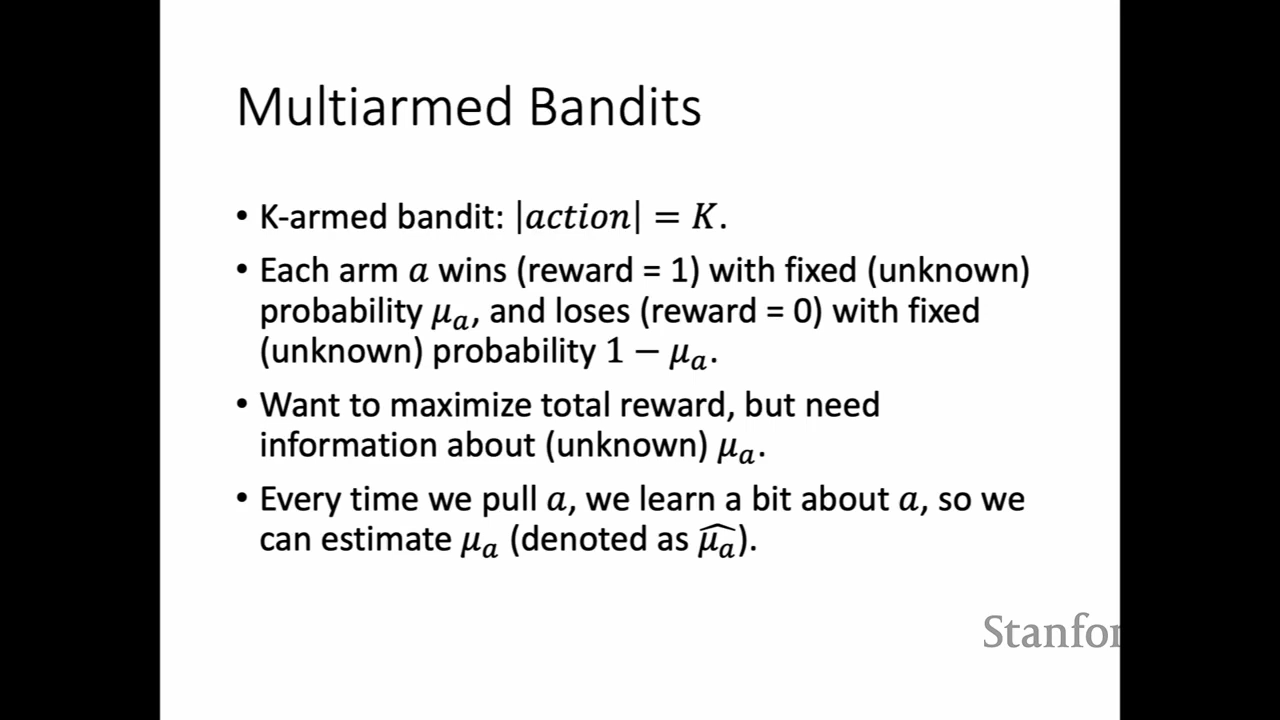 Multiarmed Bandits
• K-armed bandit: |action| = K.
• Each arm a wins (reward = 1) with fixed (unknown)
probability μₐ, and loses (reward = 0) with fixed
(unknown) probability 1 − μₐ.
• Want to maximize total reward, but need
information about (unknown) μₐ.
• Every time we pull a, we learn a bit about a, so we
can estimate μₐ (denoted as μ̂ₐ).
Stanfor